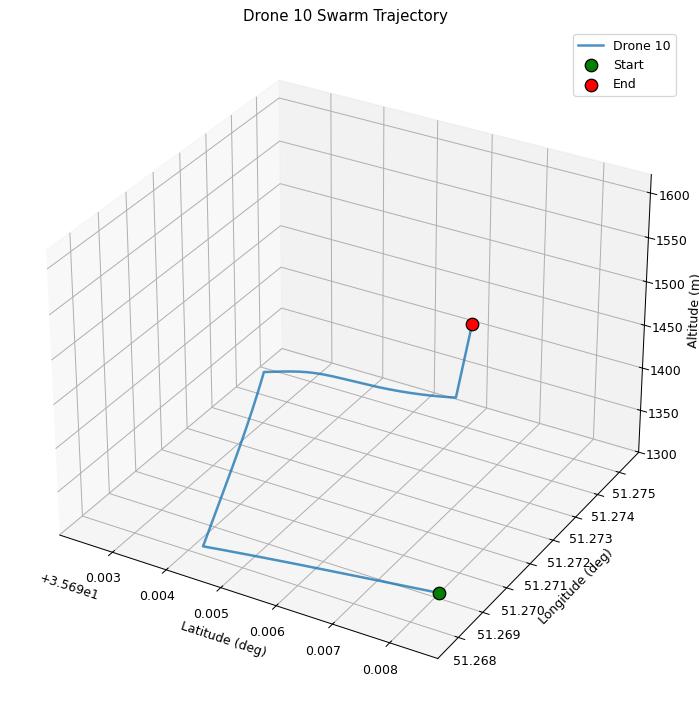 Drone 10 Swarm Trajectory
Drone 10
Start
End
1600
1550
1500
1450
1400
1350
1300
Altitude (m)
51.275
51.274
51.273
51.272
51.271
51.270
51.269
51.268
Longitude (deg)
+3.569e1
0.003
0.004
0.005
0.006
0.007
0.008
Latitude (deg)